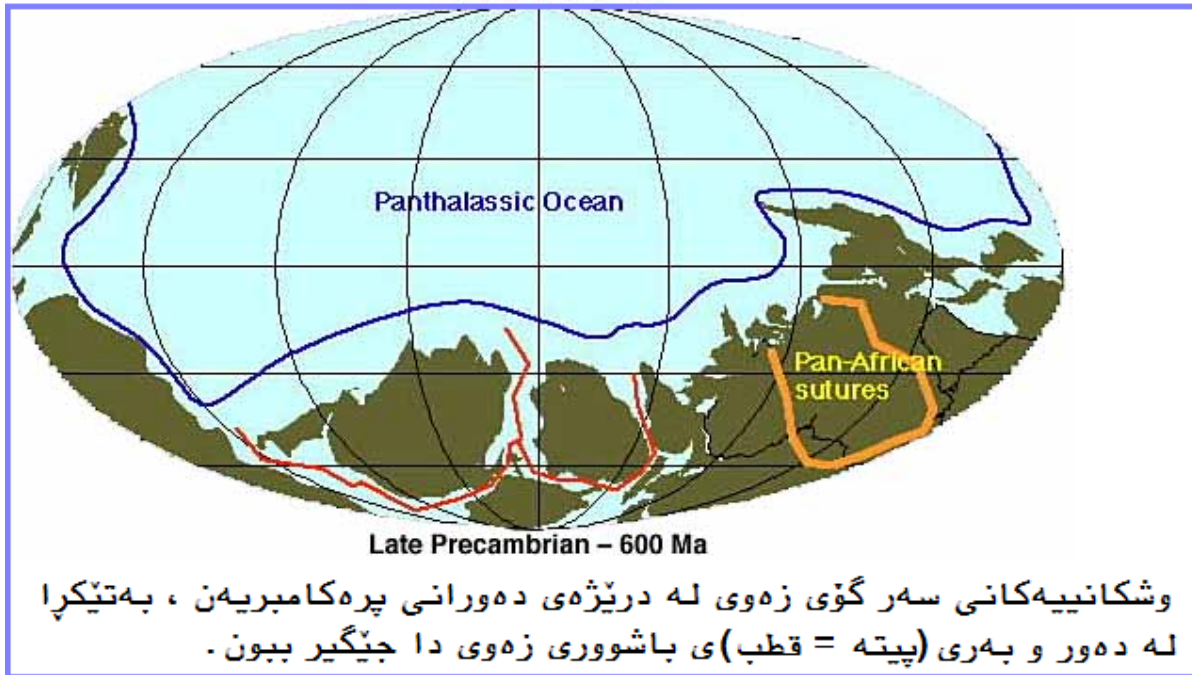 Panthalassic Ocean
Pan-African
sutures
Late Precambrian – 600 Ma
وشکانییەکانی سەر گۆی زەوی لە درێژەی دەورانی پرەکامبریەن ، بەتێکڕا
لە دەور و بەری (پیتە = قطب)ی باشووری زەوی دا جێگیر ببون .